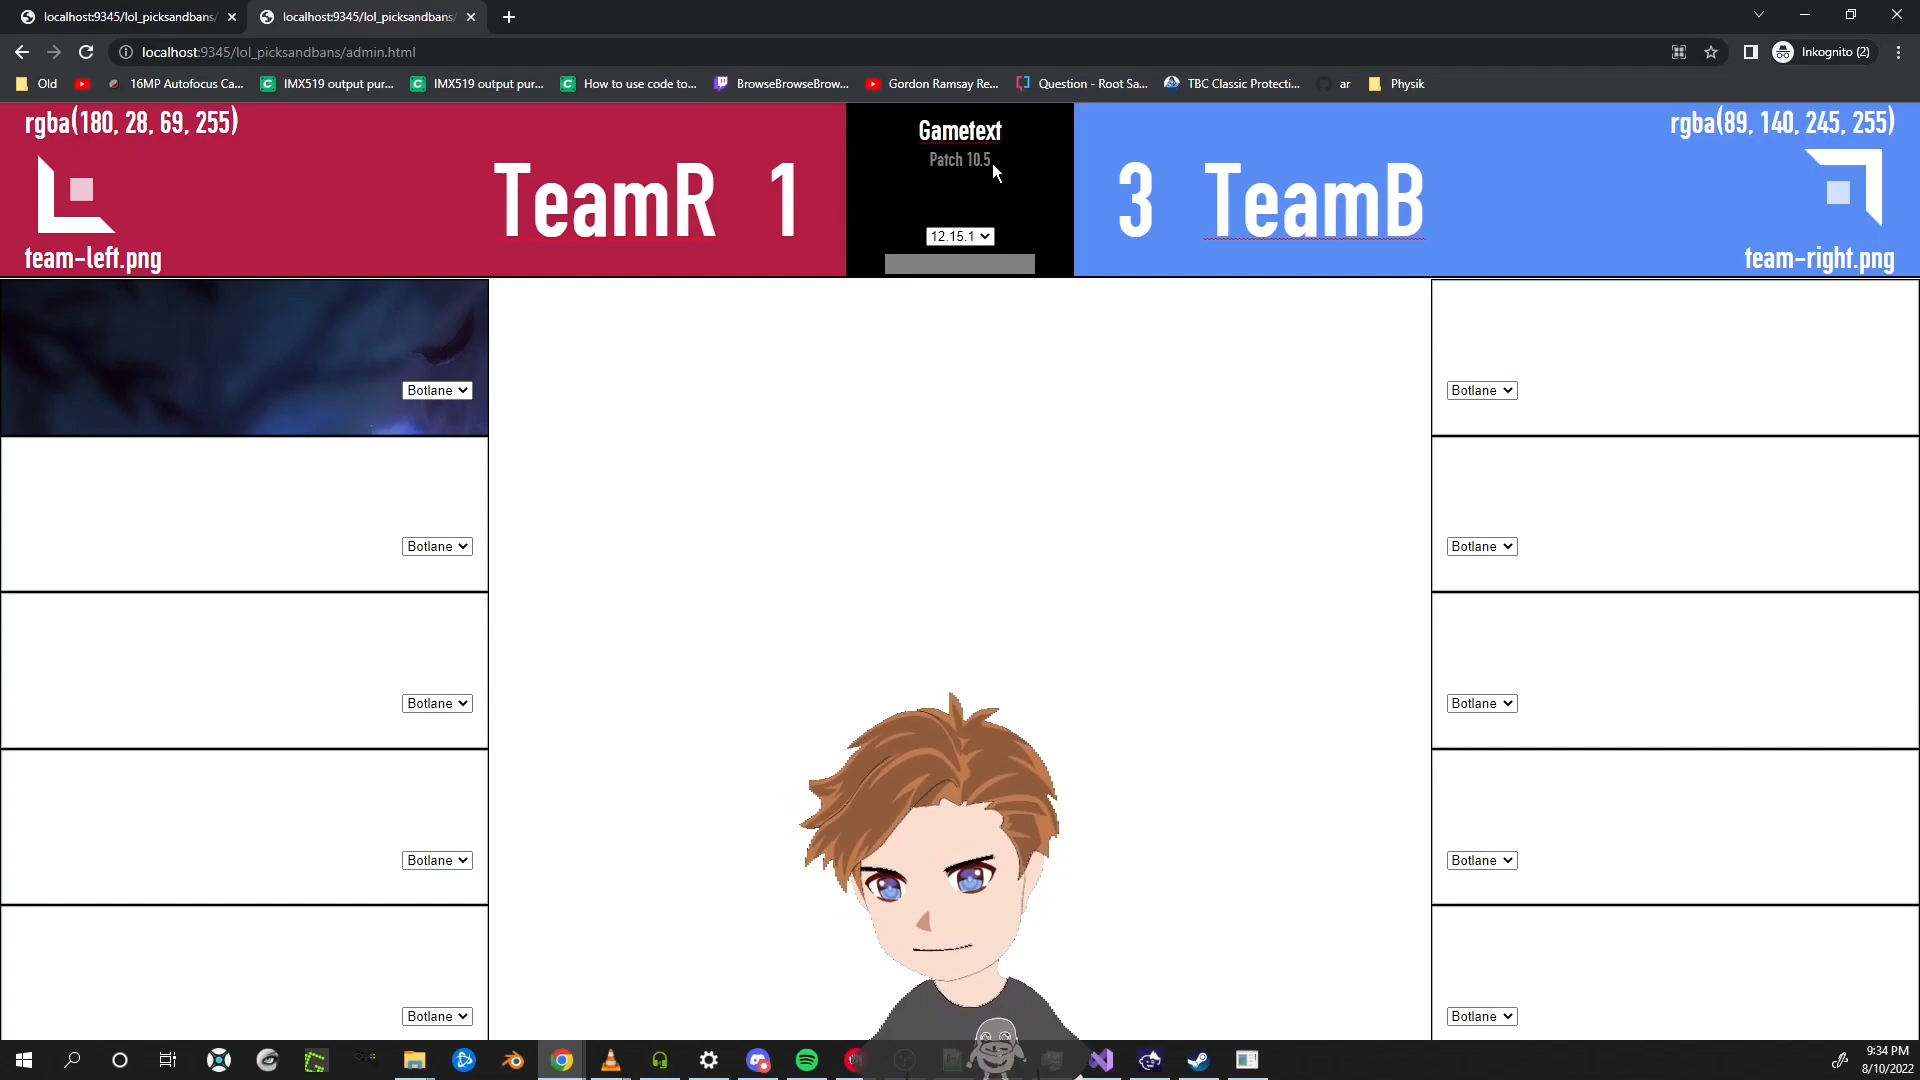 localhost:9345/lol_picksandbans/
localhost:9345/lol_picksandbans/
localhost:9345/lol_picksandbans/admin.html
Inkognito (2)
Old
16MP Autofocus Ca...
IMX519 output pur...
IMX519 output pur...
How to use code to...
BrowseBrowseBrow...
Gordon Ramsay Re...
Question - Root Sa...
TBC Classic Protecti...
ar
Physik
rgba(180, 28, 69, 255)
TeamR 1
team-left.png
Gametext
Patch 10.5
12.15.1
rgba(89, 140, 245, 255)
3 TeamB
team-right.png
Botlane
Botlane
Botlane
Botlane
Botlane
Botlane
Botlane
Botlane
Botlane
Botlane
9:34 PM
8/10/2022